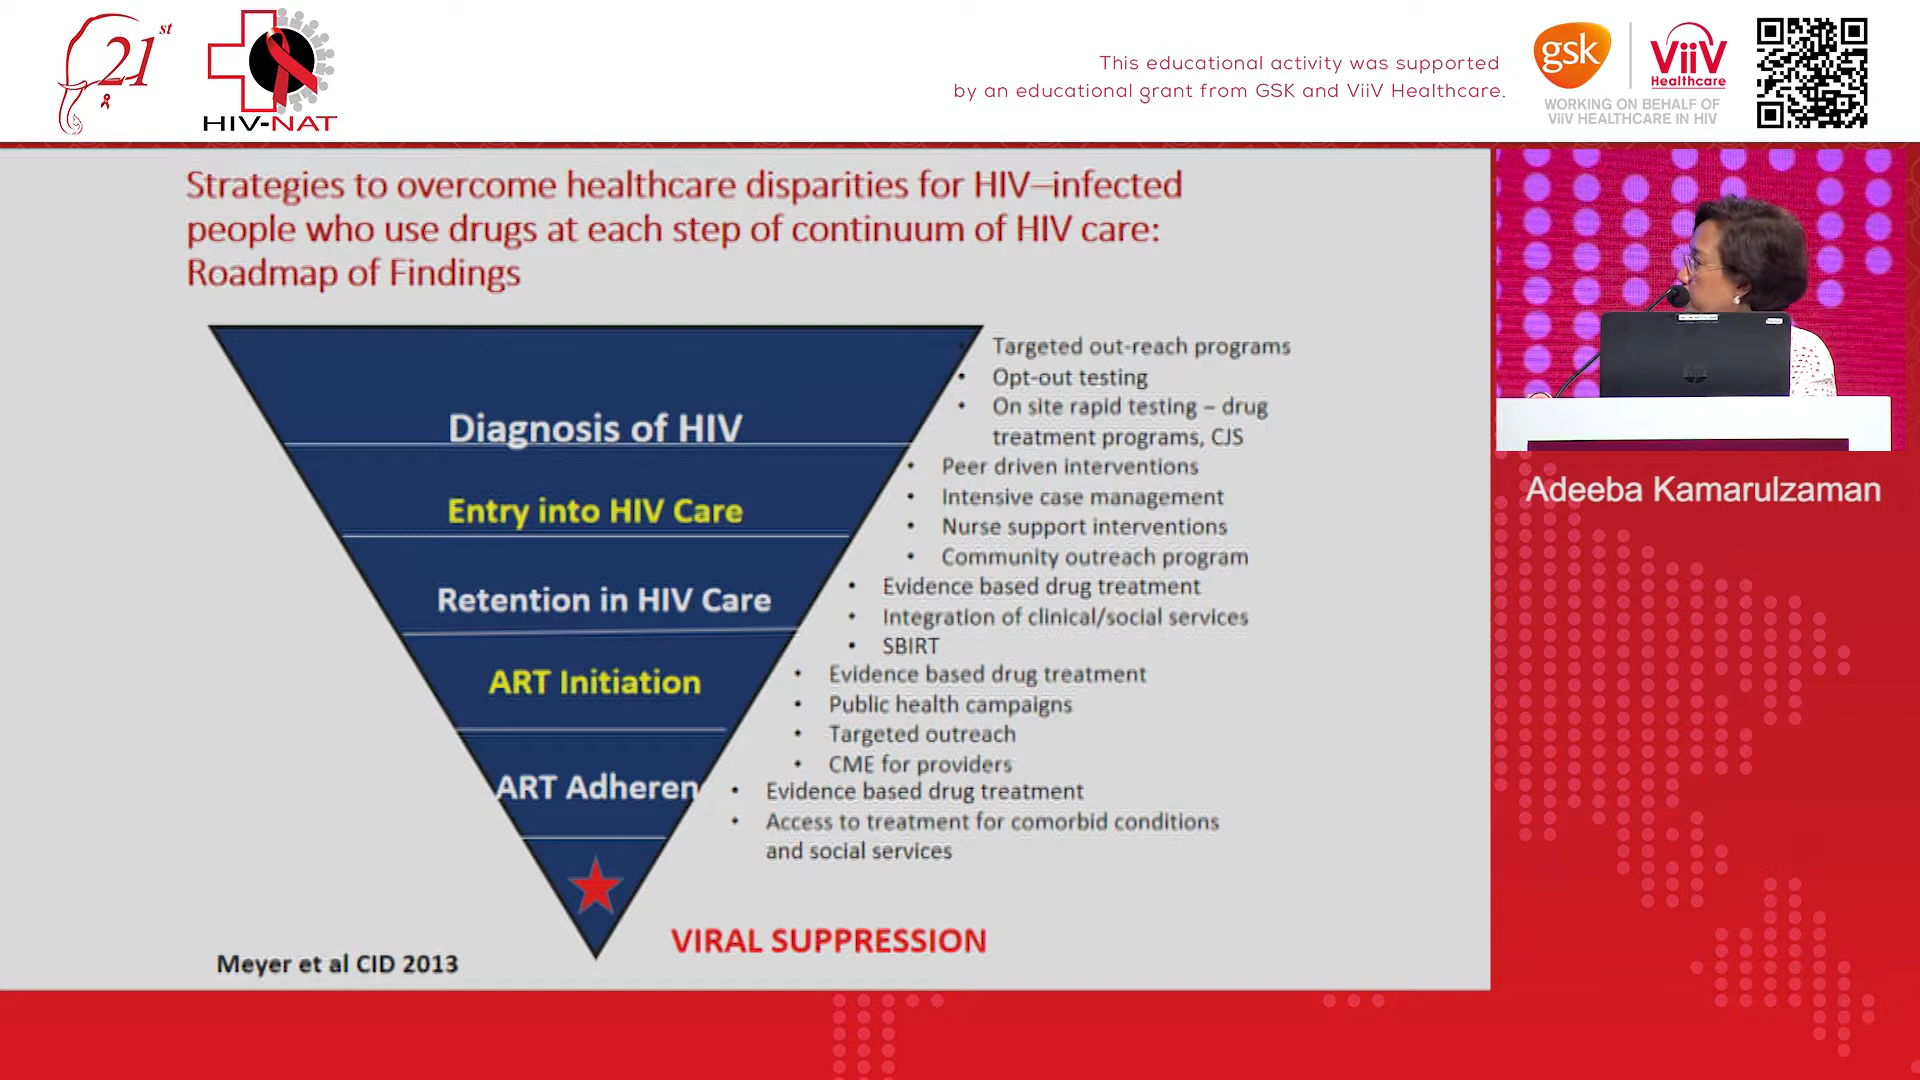 21st
HIV-NAT
This educational activity was supported
by an educational grant from GSK and ViiV Healthcare.
gsk
ViiV
Healthcare
WORKING ON BEHALF OF
ViiV HEALTHCARE IN HIV
Strategies to overcome healthcare disparities for HIV–infected
people who use drugs at each step of continuum of HIV care:
Roadmap of Findings
Diagnosis of HIV
• Targeted out-reach programs
• Opt-out testing
• On site rapid testing – drug
treatment programs, CJS
Entry into HIV Care
• Peer driven interventions
• Intensive case management
• Nurse support interventions
• Community outreach program
Retention in HIV Care
• Evidence based drug treatment
• Integration of clinical/social services
• SBIRT
ART Initiation
• Evidence based drug treatment
• Public health campaigns
• Targeted outreach
• CME for providers
ART Adheren
• Evidence based drug treatment
• Access to treatment for comorbid conditions
and social services
VIRAL SUPPRESSION
Meyer et al CID 2013
Adeeba Kamarulzaman